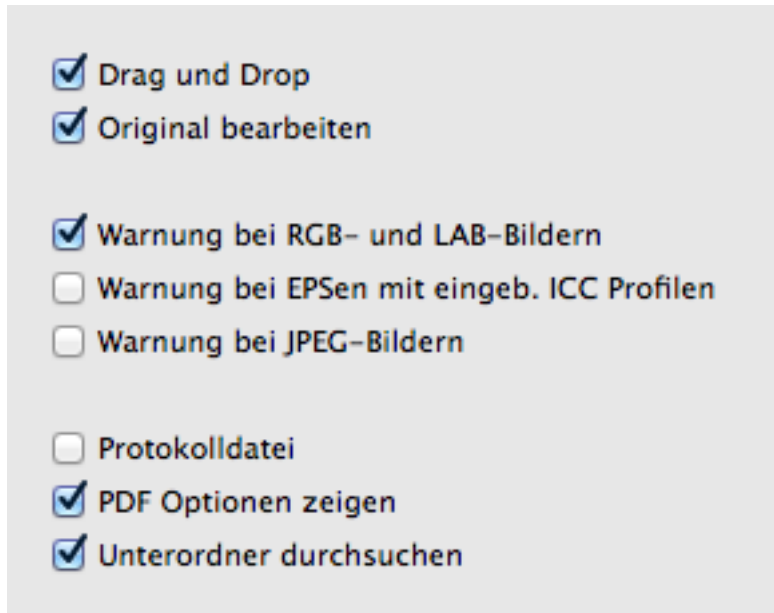 Drag und Drop
Original bearbeiten
Warnung bei RGB- und LAB-Bildern
Warnung bei EPSen mit eingeb. ICC Profilen
Warnung bei JPEG-Bildern
Protokolldatei
PDF Optionen zeigen
Unterordner durchsuchen